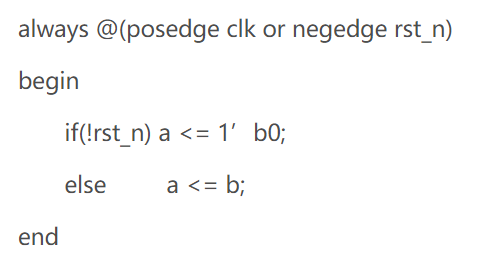 always @(posedge clk or negedge rst_n)
begin
if(!rst_n) a <= 1′ b0;
else a <= b;
end